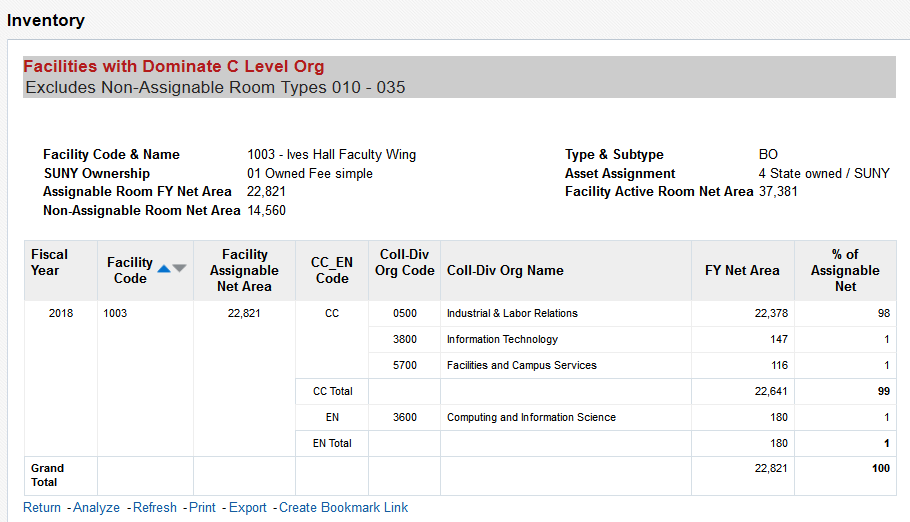 Inventory
Facilities with Dominate C Level Org
Excludes Non-Assignable Room Types 010 - 035
Facility Code & Name 1003 - Ives Hall Faculty Wing Type & Subtype BO
SUNY Ownership 01 Owned Fee simple Asset Assignment 4 State owned / SUNY
Assignable Room FY Net Area 22,821 Facility Active Room Net Area 37,381
Non-Assignable Room Net Area 14,560
Fiscal Year Facility Code Facility Assignable Net Area CC_EN Code Coll-Div Org Code Coll-Div Org Name FY Net Area % of Assignable Net
2018 1003 22,821 CC 0500 Industrial & Labor Relations 22,378 98
3800 Information Technology 147 1
5700 Facilities and Campus Services 116 1
CC Total 22,641 99
EN 3600 Computing and Information Science 180 1
EN Total 180 1
Grand Total 22,821 100
Return - Analyze - Refresh - Print - Export - Create Bookmark Link